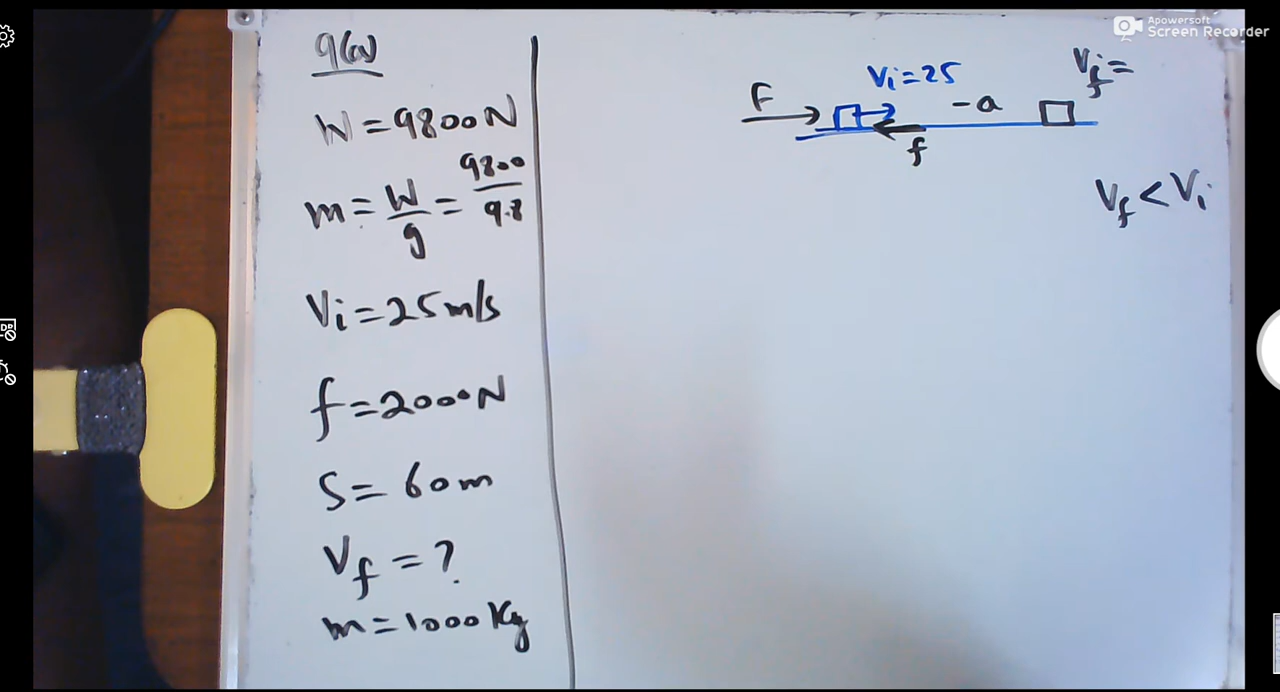 9(a)
W = 9800 N
m = W/g = 9800/9.8
Vi = 25 m/s
f = 2000 N
S = 60 m
Vf = ?
m = 1000 Kg
F
Vi = 25
-a
Vf =
f
Vf < Vi
Apowersoft
Screen Recorder